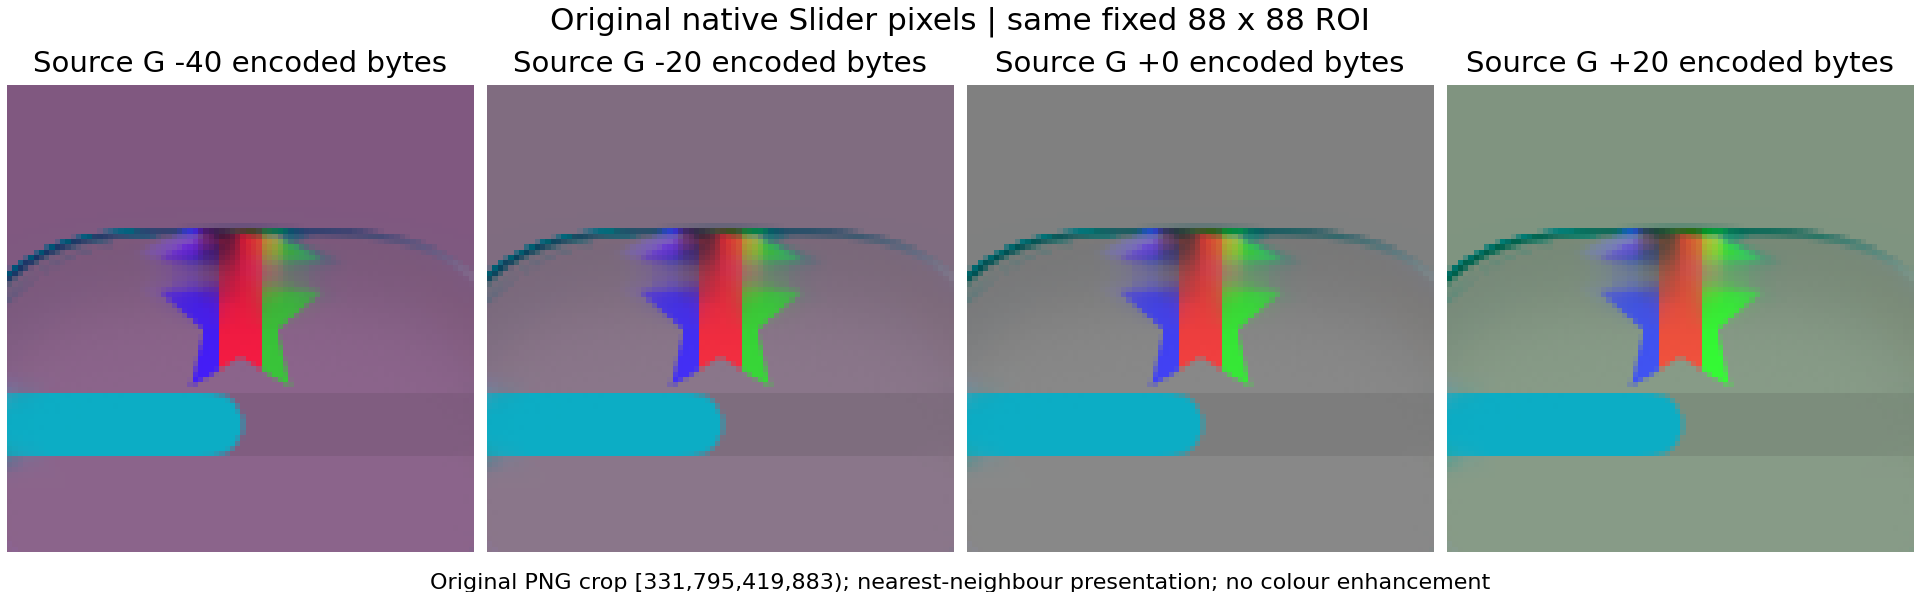 Original native Slider pixels | same fixed 88 x 88 ROI
Source G -40 encoded bytes
Source G -20 encoded bytes
Source G +0 encoded bytes
Source G +20 encoded bytes
Original PNG crop [331,795,419,883); nearest-neighbour presentation; no colour enhancement